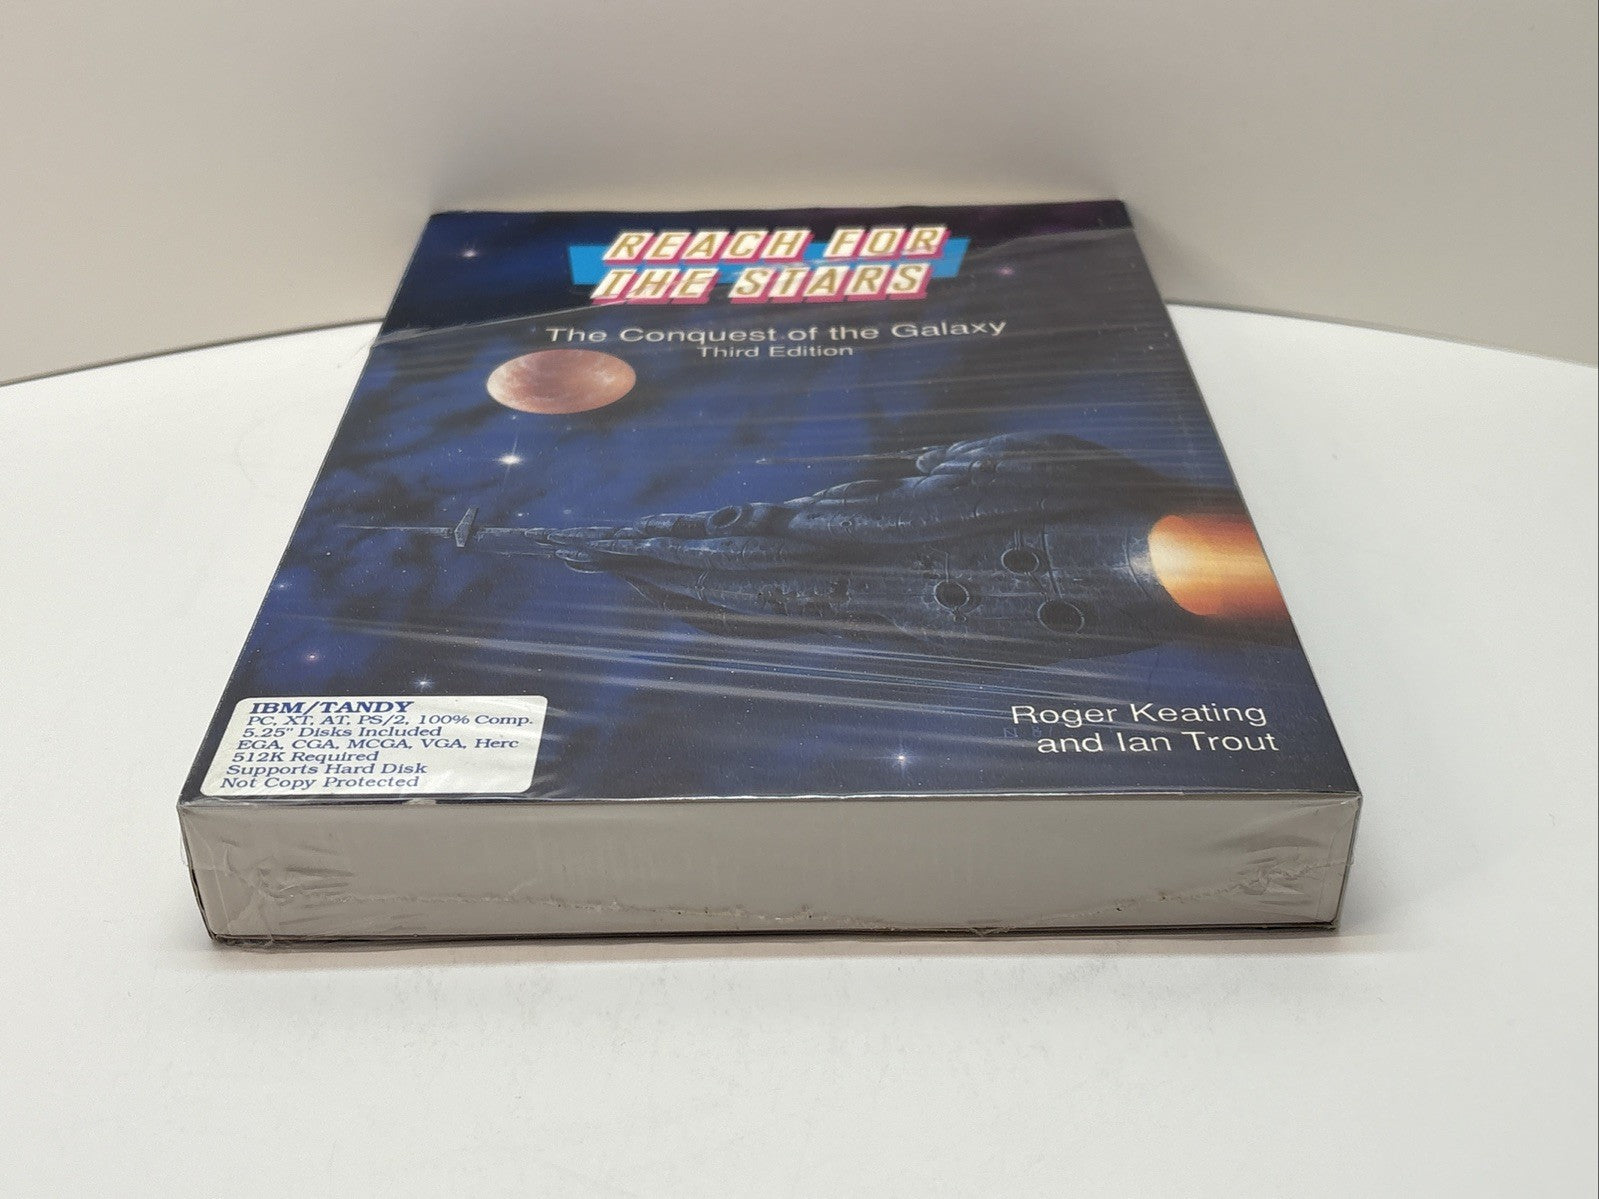 REACH FOR
THE STARS
The Conquest of the Galaxy
Third Edition
Roger Keating
and Ian Trout
IBM/TANDY
PC, XT, AT, PS/2, 100% Comp.
5.25" Disks Included
EGA, CGA, MCGA, VGA, Herc
512K Required
Supports Hard Disk
Not Copy Protected